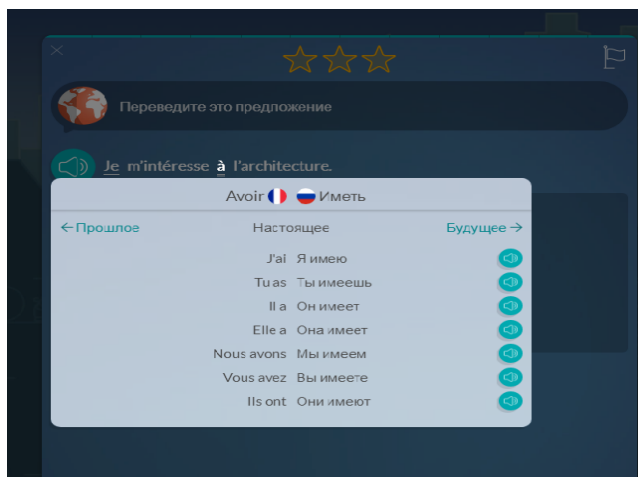 Переведите это предложение
Je m'intéresse à l'architecture.
Avoir Иметь
←Прошлое Настоящее Будущее→
J'ai Я имею
Tu as Ты имеешь
Il a Он имеет
Elle a Она имеет
Nous avons Мы имеем
Vous avez Вы имеете
Ils ont Они имеют